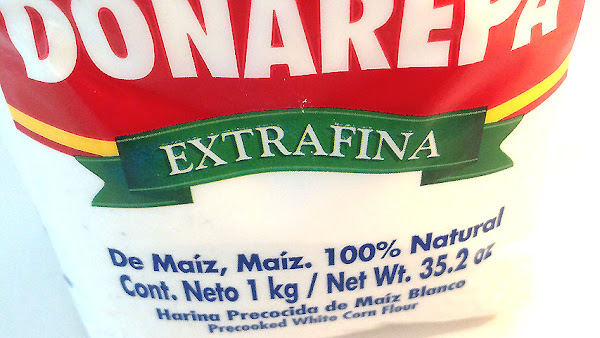 DONAREPA
EXTRAFINA
De Maíz, Maíz. 100% Natural
Cont. Neto 1 kg / Net Wt. 35.2 oz
Harina Precocida de Maíz Blanco
Precooked White Corn Flour